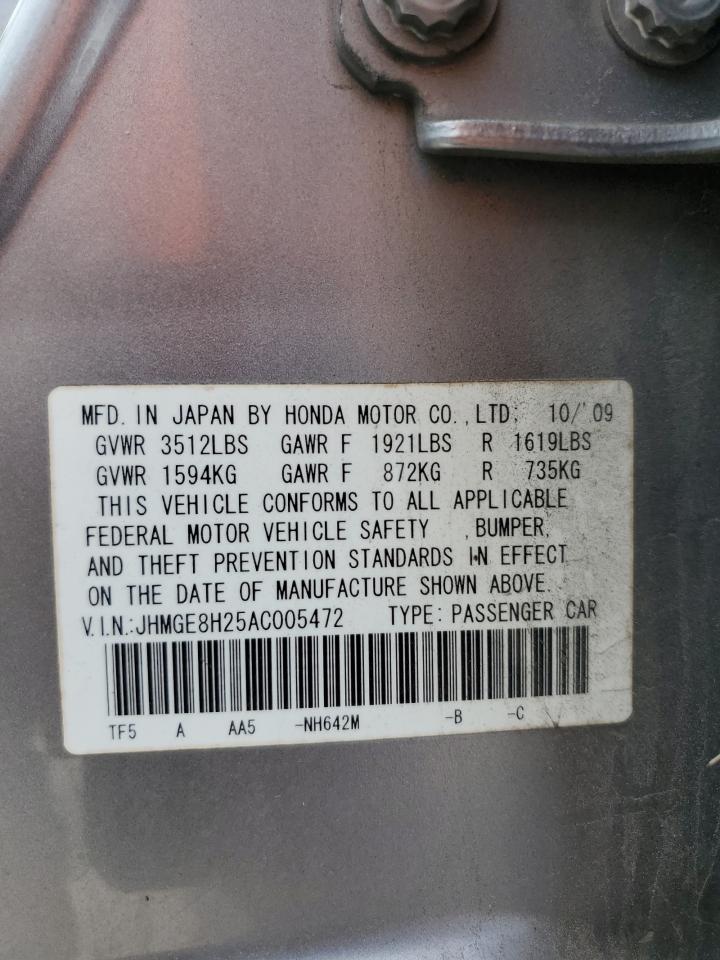 MFD. IN JAPAN BY HONDA MOTOR CO., LTD. 10/'09
GVWR 3512LBS GAWR F 1921LBS R 1619LBS
GVWR 1594KG GAWR F 872KG R 735KG
THIS VEHICLE CONFORMS TO ALL APPLICABLE
FEDERAL MOTOR VEHICLE SAFETY , BUMPER,
AND THEFT PREVENTION STANDARDS IN EFFECT
ON THE DATE OF MANUFACTURE SHOWN ABOVE.
V.I.N.:JHMGE8H25AC005472 TYPE: PASSENGER CAR
TF5 A AA5 -NH642M -B -C